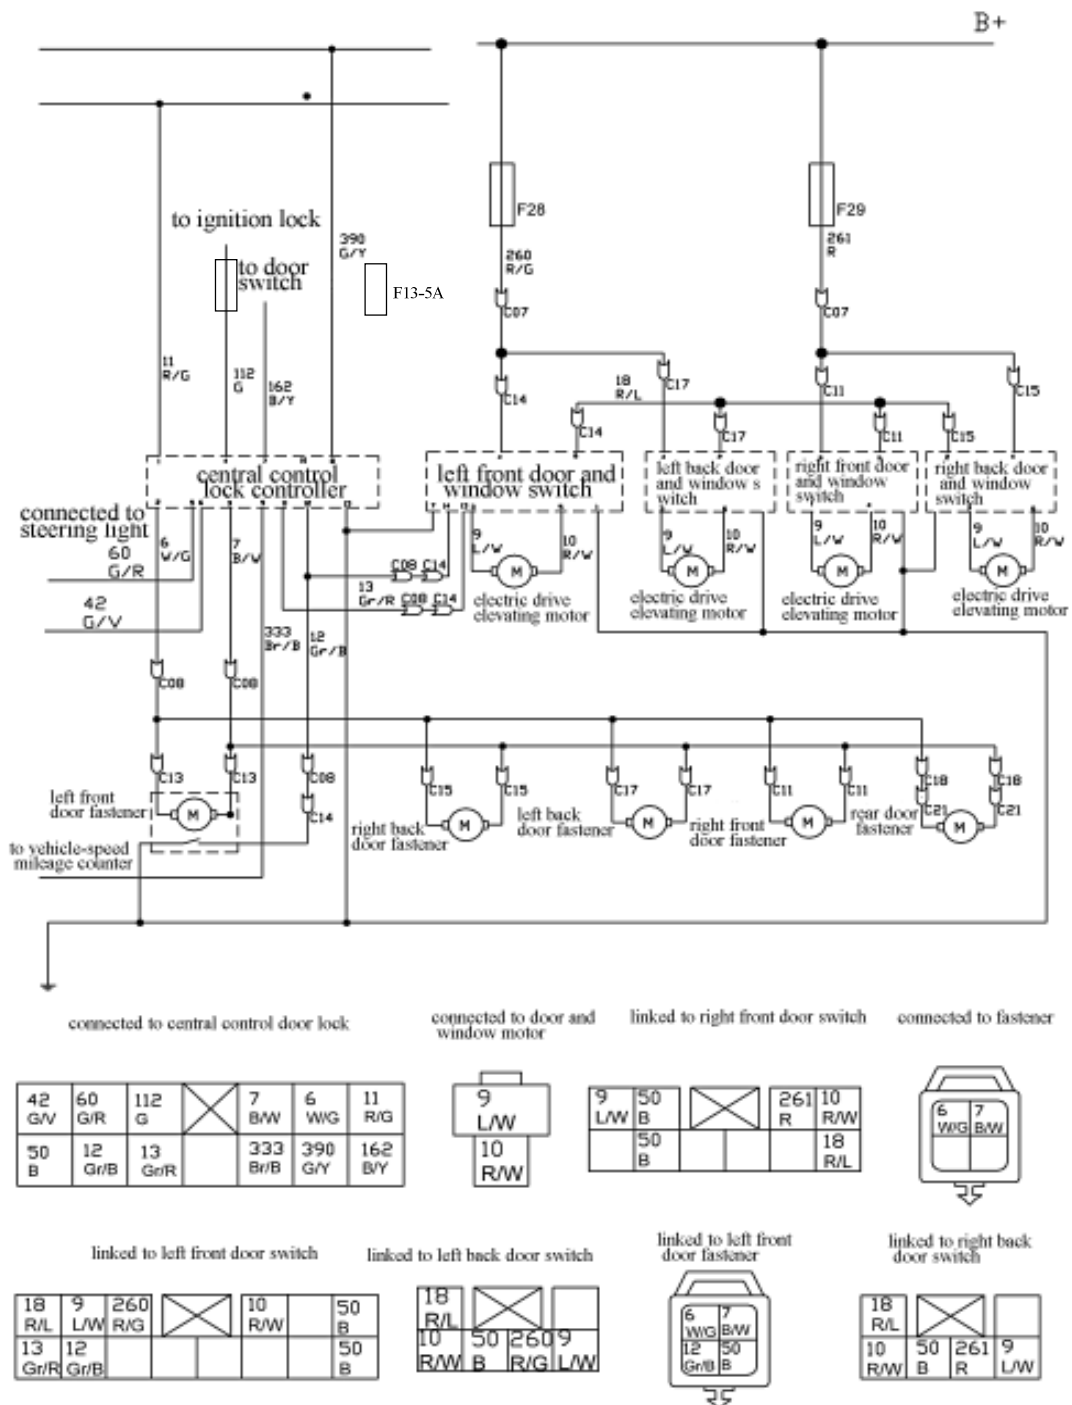 B+
F28
F29
to ignition lock
390
G/Y
260
R/G
261
R
to door
switch
F13-5A
C07
C07
11
R/G
112
G
162
B/Y
18
R/L
C17
C14
C11
C15
C14
C17
C11
C15
central control
lock controller
left front door and
window switch
left back door
and window s
witch
right front door
and window
switch
right back door
and window
switch
connected to
steering light
60
G/R
6
W/G
7
B/W
9
L/W
10
R/W
9
L/W
10
R/W
9
L/W
10
R/W
9
L/W
10
R/W
M
M
M
M
C08
C14
13
Gr/R
C08
C14
electric drive
elevating motor
electric drive
elevating motor
electric drive
elevating motor
electric drive
elevating motor
42
G/V
333
Br/B
12
Gr/B
C08
C08
C13
C13
C08
C15
C15
C17
C17
C11
C11
C18
C18
left front
door fastener
M
C14
right back
door fastener
M
left back
door fastener
M
right front
door fastener
M
rear door
fastener
C21
M
C21
to vehicle-speed
mileage counter
connected to central control door lock
connected to door and
window motor
linked to right front door switch
connected to fastener
42
G/V
60
G/R
112
G
7
B/W
6
W/G
11
R/G
50
B
12
Gr/B
13
Gr/R
333
Br/B
390
G/Y
162
B/Y
9
L/W
10
R/W
9
L/W
50
B
261
R
10
R/W
50
B
18
R/L
6
W/G
7
B/W
linked to left front door switch
linked to left back door switch
linked to left front
door fastener
linked to right back
door switch
18
R/L
9
L/W
260
R/G
10
R/W
50
B
13
Gr/R
12
Gr/B
50
B
18
R/L
10
R/W
50
B
260
R/G
9
L/W
6
W/G
7
B/W
12
Gr/B
50
B
18
R/L
10
R/W
50
B
261
R
9
L/W